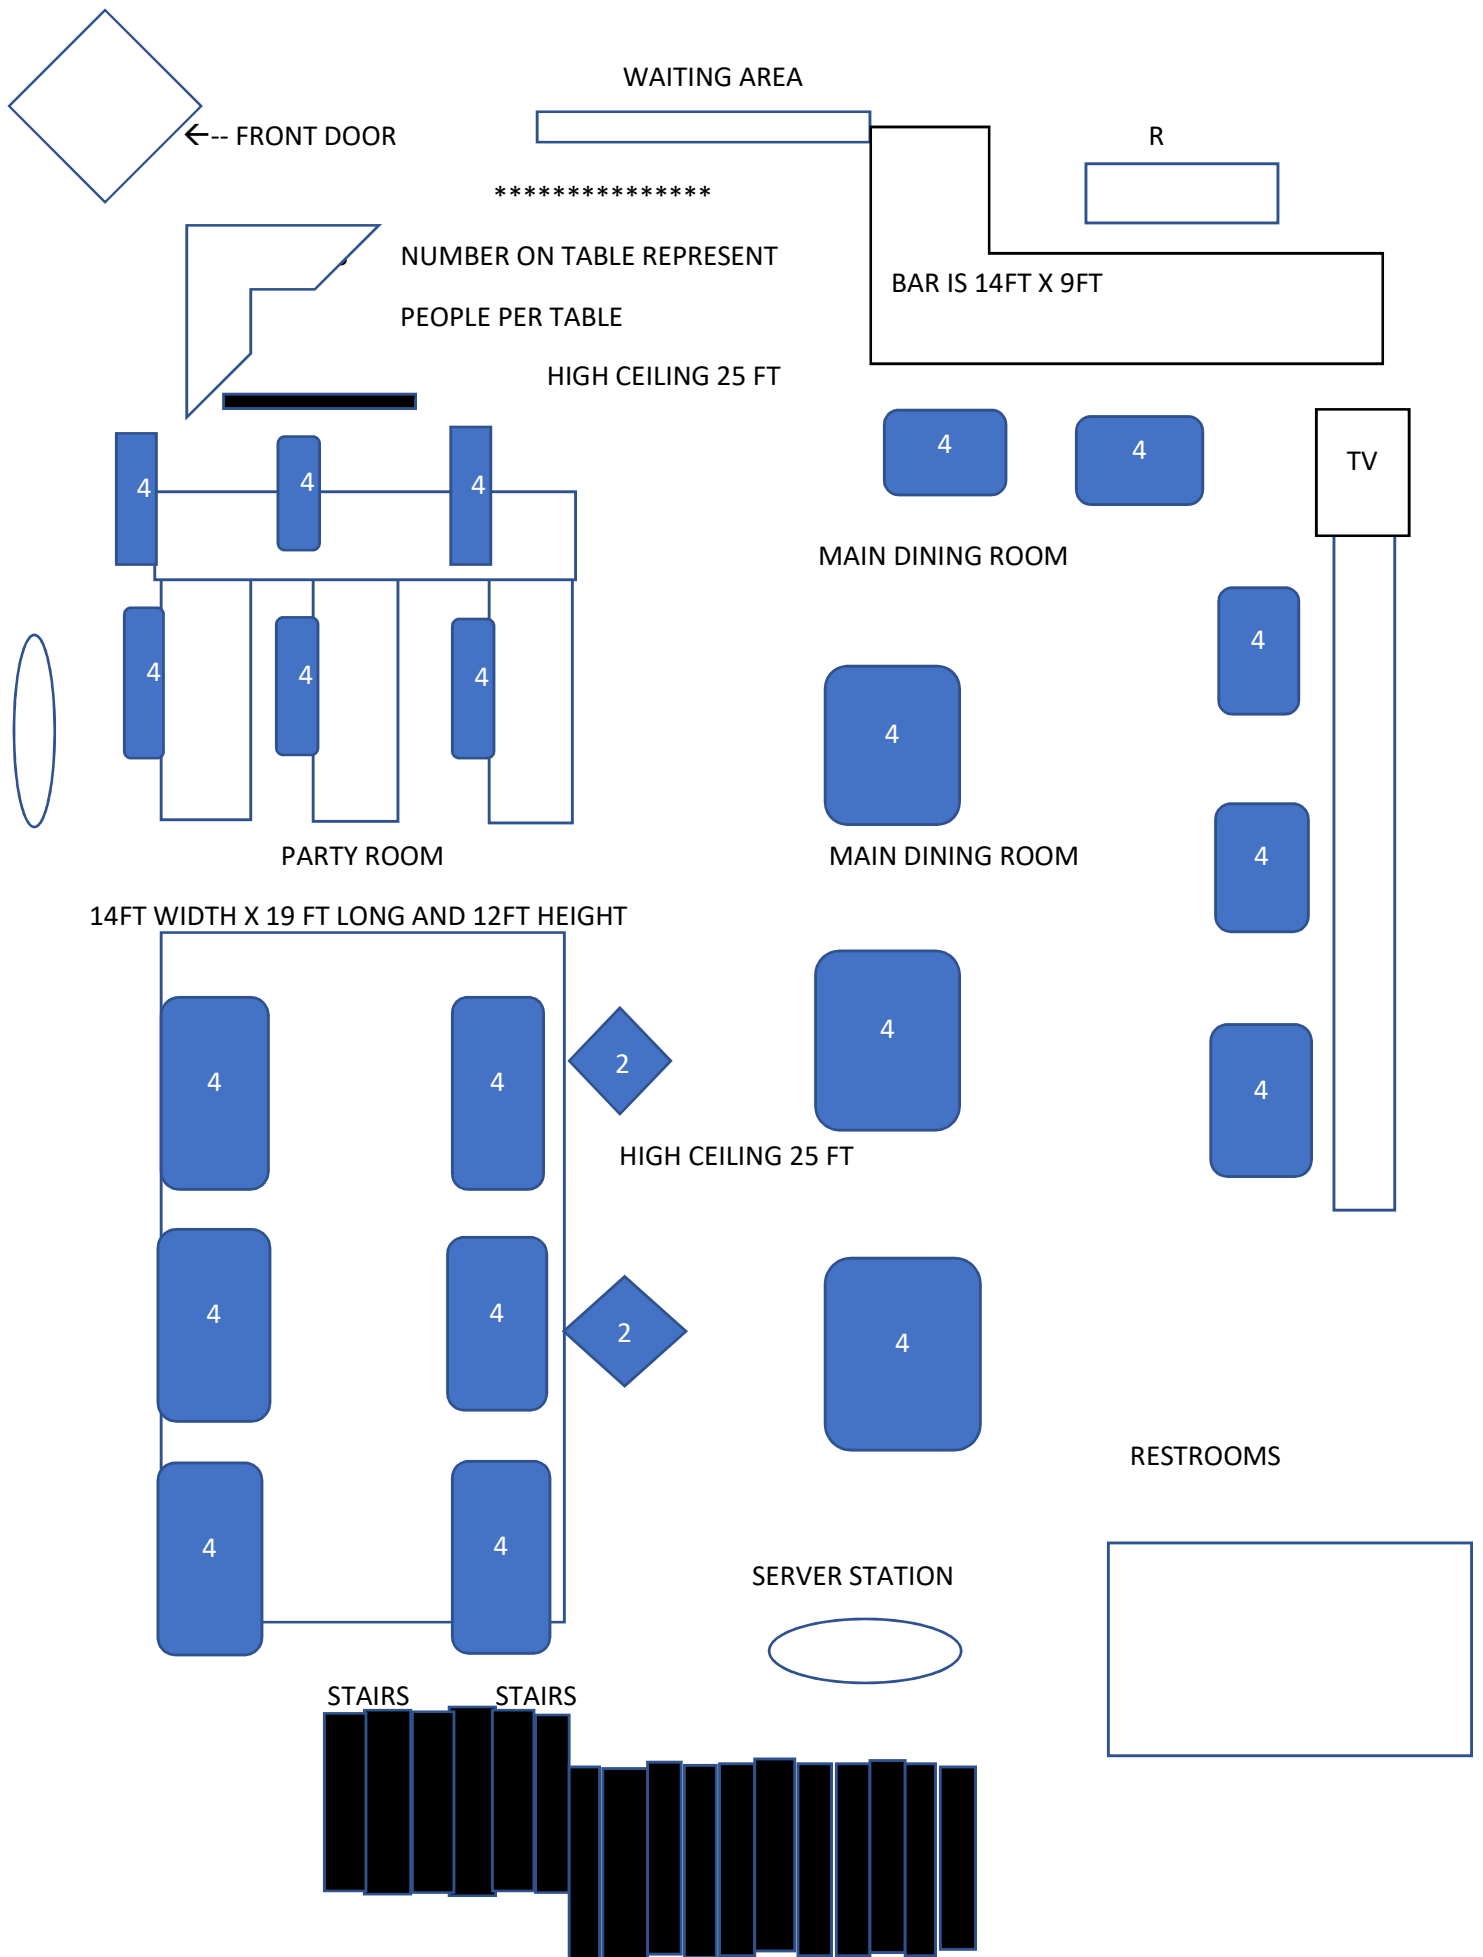 WAITING AREA
←-- FRONT DOOR
R
***************
NUMBER ON TABLE REPRESENT
BAR IS 14FT X 9FT
PEOPLE PER TABLE
HIGH CEILING 25 FT
4 4
TV
4 4 4
MAIN DINING ROOM
4
4 4 4
4
PARTY ROOM
MAIN DINING ROOM
4
14FT WIDTH X 19 FT LONG AND 12FT HEIGHT
4
4 4 2
4
HIGH CEILING 25 FT
4 4 2
4
RESTROOMS
4 4
SERVER STATION
STAIRS STAIRS